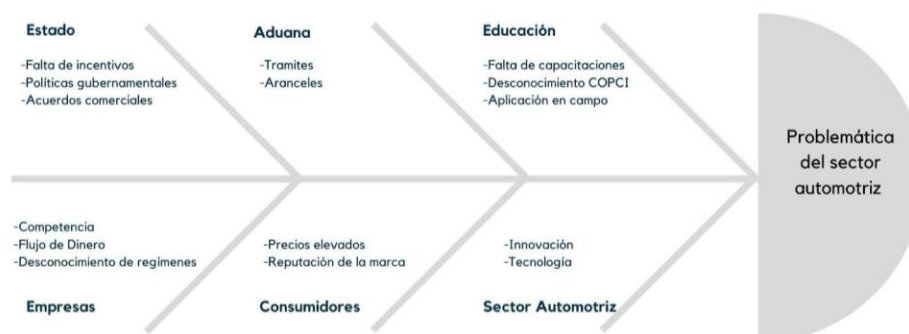 Estado
-Falta de incentivos
-Políticas gubernamentales
-Acuerdos comerciales
Aduana
-Tramites
-Aranceles
Educación
-Falta de capacitaciones
-Desconocimiento COPCI
-Aplicación en campo
Problemática
del sector
automotriz
-Competencia
-Flujo de Dinero
-Desconocimiento de regímenes
Empresas
-Precios elevados
-Reputación de la marca
Consumidores
-Innovación
-Tecnología
Sector Automotriz